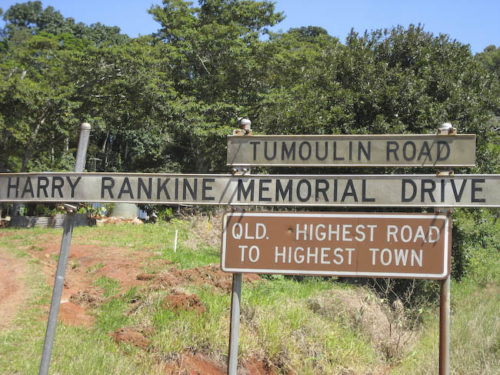 TUMOULIN ROAD
HARRY RANKINE MEMORIAL DRIVE
QLD. HIGHEST ROAD
TO HIGHEST TOWN